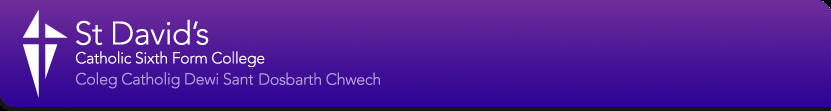 St David's
Catholic Sixth Form College
Coleg Catholig Dewi Sant Dosbarth Chwech